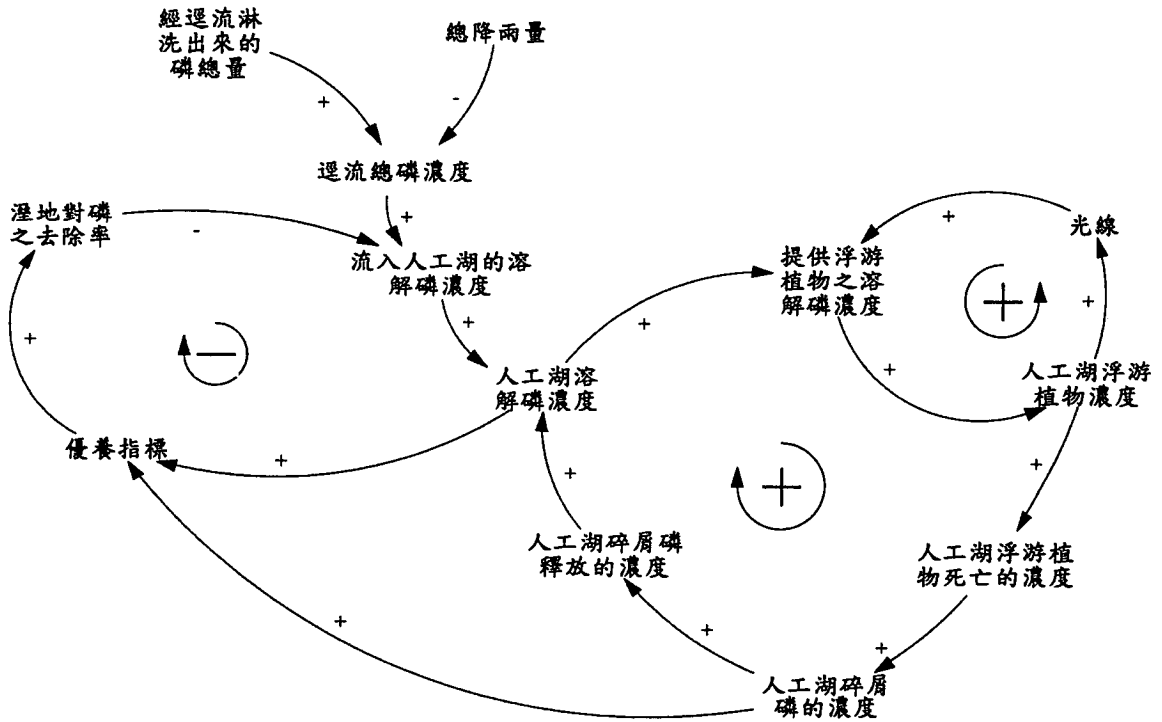 經逕流淋
洗出來的
磷總量
總降雨量
+
-
逕流總磷濃度
+
溼地對磷
之去除率
-
流入人工湖的溶
解磷濃度
+
光線
+
提供浮游
植物之溶
解磷濃度
+
+
+
+
—
+
人工湖溶
解磷濃度
+
人工湖浮游
植物濃度
優養指標
+
+
+
+
人工湖碎屑磷
釋放的濃度
人工湖浮游植
物死亡的濃度
+
+
+
人工湖碎屑
磷的濃度